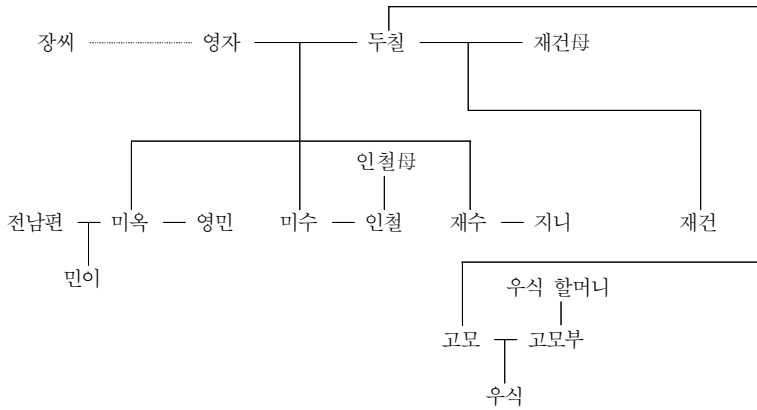 장씨 영자 두칠 재건母
인철母
전남편 미옥 영민 미수 인철 재수 지니 재건
민이
우식 할머니
고모 고모부
우식